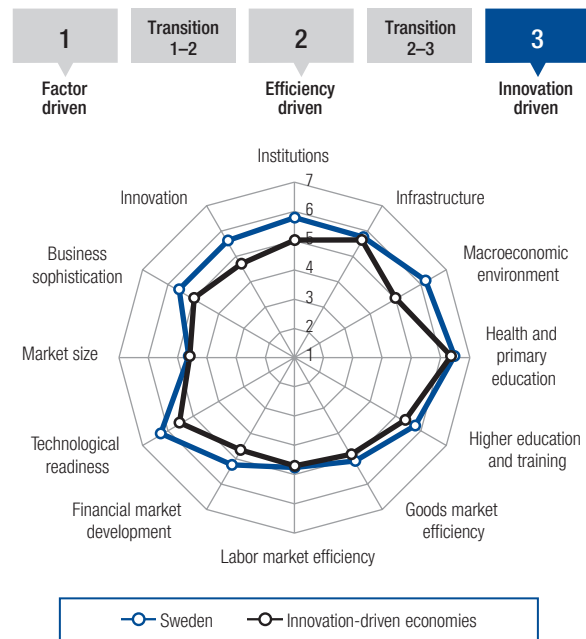 1
Transition
1–2
2
Transition
2–3
3
Factor
driven
Efficiency
driven
Innovation
driven
Institutions
7
6
5
4
3
2
1
Infrastructure
Macroeconomic
environment
Health and
primary
education
Higher education
and training
Goods market
efficiency
Labor market efficiency
Financial market
development
Technological
readiness
Market size
Business
sophistication
Innovation
Sweden
Innovation-driven economies